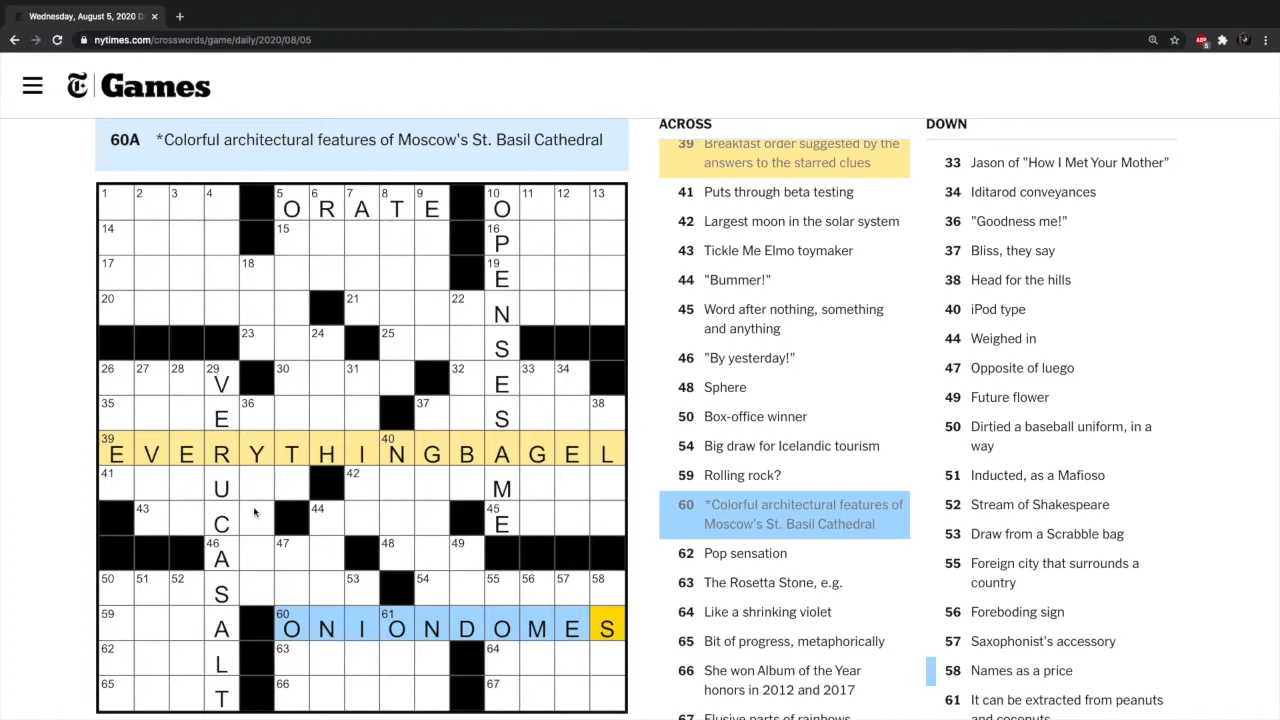 Wednesday, August 5, 2020 D
nytimes.com/crosswords/game/daily/2020/08/05
Games
60A *Colorful architectural features of Moscow's St. Basil Cathedral
1 2 3 4 5 6 7 8 9 10 11 12 13
O R A T E O
14 15 16
P
17 18 19
E
20 21 22
N
23 24 25
S
26 27 28 29 30 31 32 33 34
V E
35 36 37 38
E S
39 40
E V E R Y T H I N G B A G E L
41 42
U M
43 44 45
C E
46 47 48 49
A
50 51 52 53 54 55 56 57 58
S
59 60 61
A O N I O N D O M E S
62 63 64
L
65 66 67
T
ACROSS
39 Breakfast order suggested by the
answers to the starred clues
41 Puts through beta testing
42 Largest moon in the solar system
43 Tickle Me Elmo toymaker
44 "Bummer!"
45 Word after nothing, something
and anything
46 "By yesterday!"
48 Sphere
50 Box-office winner
54 Big draw for Icelandic tourism
59 Rolling rock?
60 *Colorful architectural features of
Moscow's St. Basil Cathedral
62 Pop sensation
63 The Rosetta Stone, e.g.
64 Like a shrinking violet
65 Bit of progress, metaphorically
66 She won Album of the Year
honors in 2012 and 2017
67 Elusive parts of rainbows
DOWN
33 Jason of "How I Met Your Mother"
34 Iditarod conveyances
36 "Goodness me!"
37 Bliss, they say
38 Head for the hills
40 iPod type
44 Weighed in
47 Opposite of luego
49 Future flower
50 Dirtied a baseball uniform, in a
way
51 Inducted, as a Mafioso
52 Stream of Shakespeare
53 Draw from a Scrabble bag
55 Foreign city that surrounds a
country
56 Foreboding sign
57 Saxophonist's accessory
58 Names as a price
61 It can be extracted from peanuts
and coconuts